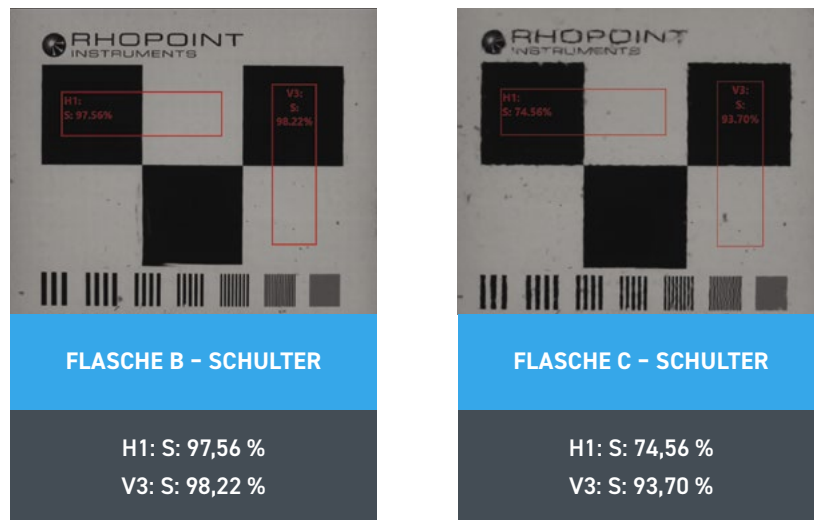 RHOPOINT
INSTRUMENTS
H1:
S: 97.56%
V3:
S:
98.22%
FLASCHE B – SCHULTER
H1: S: 97,56 %
V3: S: 98,22 %
RHOPOINT
INSTRUMENTS
H1:
S: 74.56%
V3:
S:
93.70%
FLASCHE C – SCHULTER
H1: S: 74,56 %
V3: S: 93,70 %